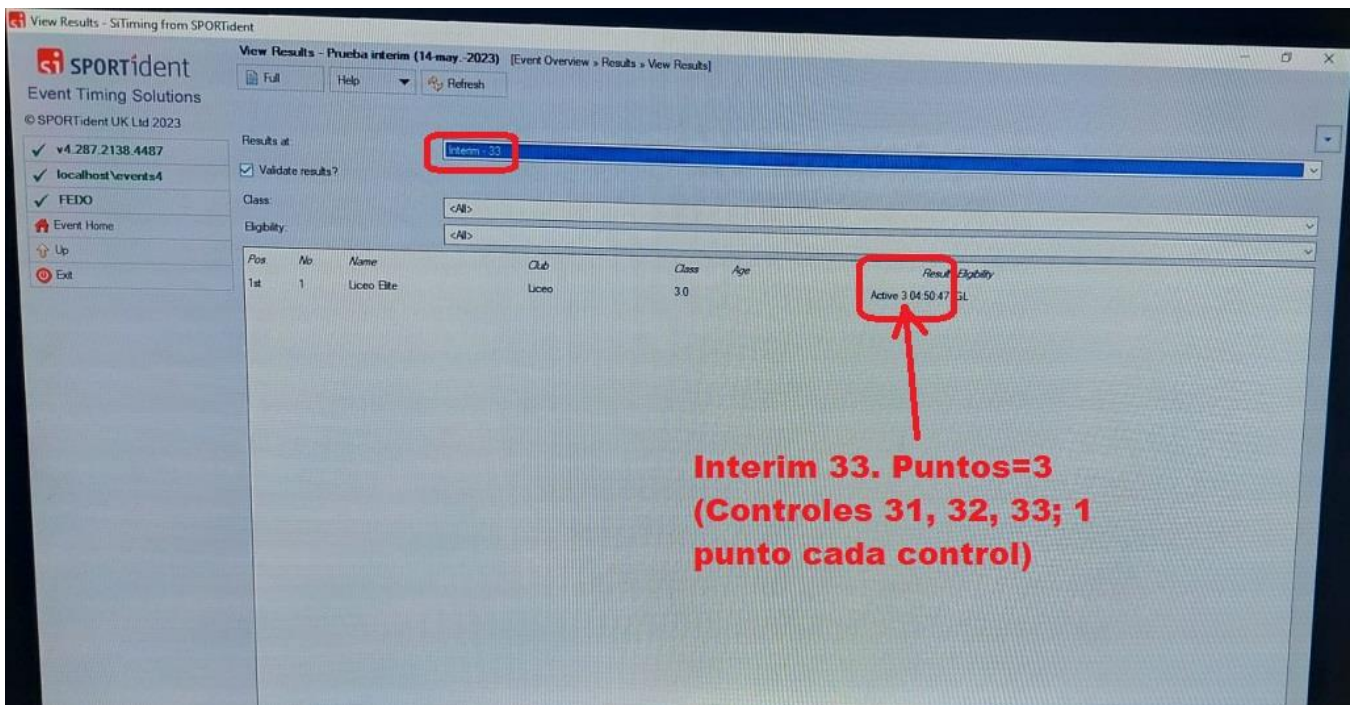 View Results - SiTiming from SPORTident
si SPORTident
Event Timing Solutions
© SPORTident UK Ltd 2023
v4.287.2138.4487
localhost\events4
FEDO
Event Home
Up
Exit
View Results - Prueba interim (14-may.-2023) [Event Overview » Results » View Results]
Full Help Refresh
Results at: Interim - 33
Validate results?
Class: <All>
Eligibility: <All>
Pos No Name Club Class Age Result Eligibility
1st 1 Liceo Elite Liceo 3.0 Active 3 04:50:47 GL
Interim 33. Puntos=3
(Controles 31, 32, 33; 1
punto cada control)